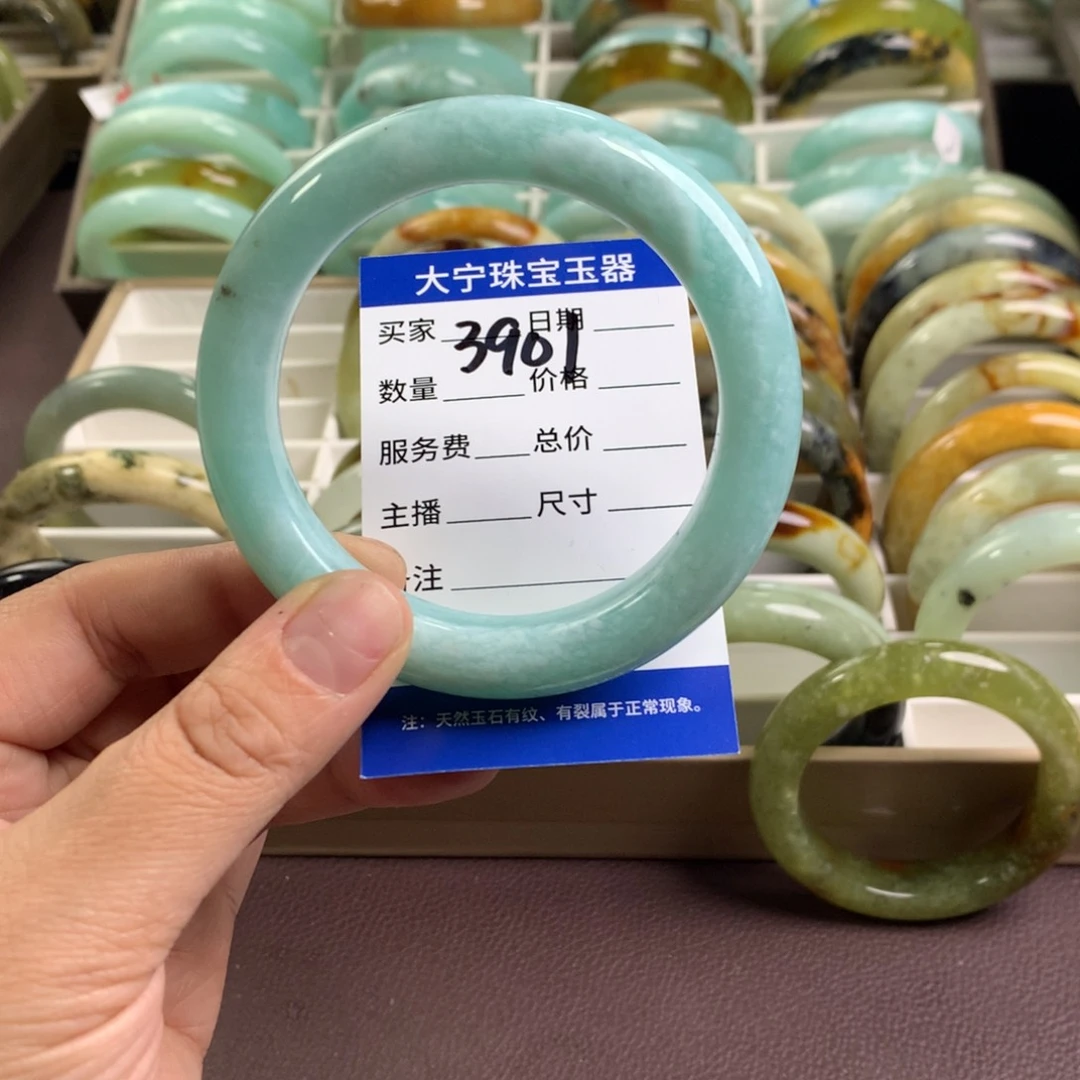 大宁珠宝玉器
买家 日期
3901
数量 价格
服务费 总价
主播 尺寸
注
注：天然玉石有纹、有裂属于正常现象。